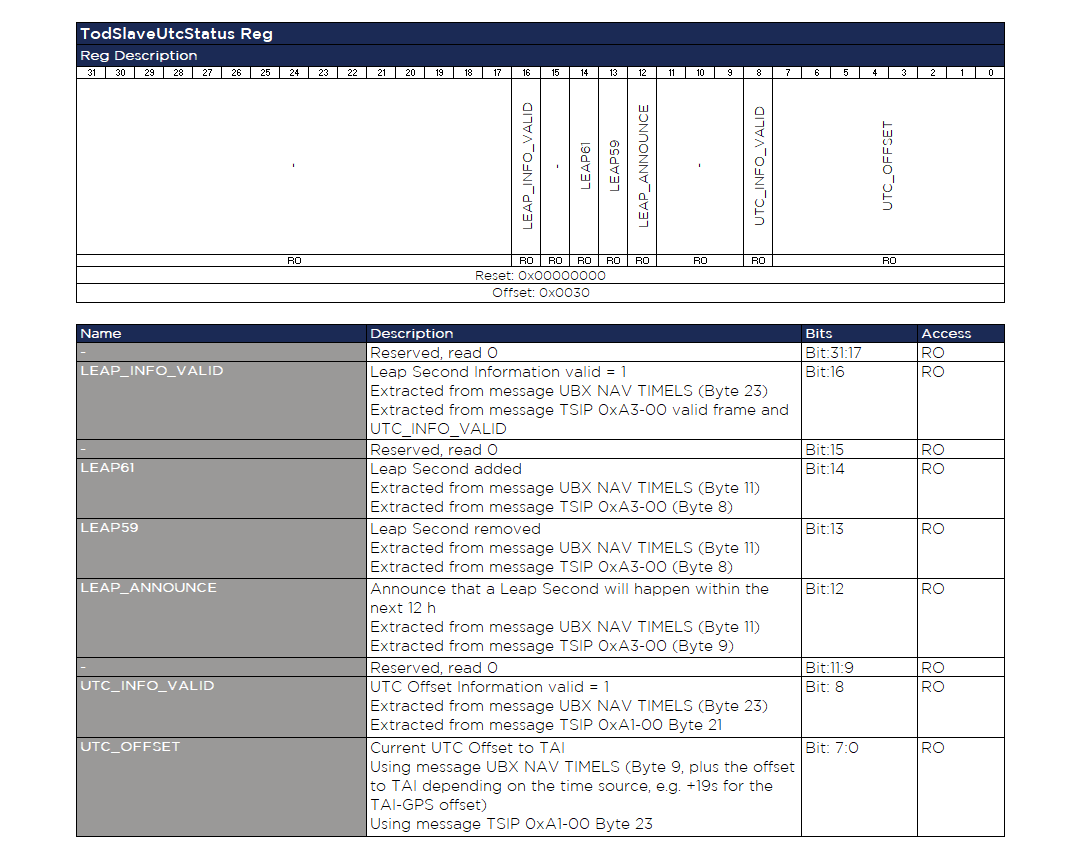 TodSlaveUtcStatus Reg
Reg Description
31 30 29 28 27 26 25 24 23 22 21 20 19 18 17 16 15 14 13 12 11 10 9 8 7 6 5 4 3 2 1 0
- LEAP_INFO_VALID - LEAP61 LEAP59 LEAP_ANNOUNCE - UTC_INFO_VALID UTC_OFFSET
RO RO RO RO RO RO RO RO RO
Reset: 0x00000000
Offset: 0x0030
Name Description Bits Access
- Reserved, read 0 Bit:31:17 RO
LEAP_INFO_VALID Leap Second Information valid = 1 Bit:16 RO
Extracted from message UBX NAV TIMELS (Byte 23)
Extracted from message TSIP 0xA3-00 valid frame and
UTC_INFO_VALID
- Reserved, read 0 Bit:15 RO
LEAP61 Leap Second added Bit:14 RO
Extracted from message UBX NAV TIMELS (Byte 11)
Extracted from message TSIP 0xA3-00 (Byte 8)
LEAP59 Leap Second removed Bit:13 RO
Extracted from message UBX NAV TIMELS (Byte 11)
Extracted from message TSIP 0xA3-00 (Byte 8)
LEAP_ANNOUNCE Announce that a Leap Second will happen within the Bit:12 RO
next 12 h
Extracted from message UBX NAV TIMELS (Byte 11)
Extracted from message TSIP 0xA3-00 (Byte 9)
- Reserved, read 0 Bit:11:9 RO
UTC_INFO_VALID UTC Offset Information valid = 1 Bit: 8 RO
Extracted from message UBX NAV TIMELS (Byte 23)
Extracted from message TSIP 0xA1-00 Byte 21
UTC_OFFSET Current UTC Offset to TAI Bit: 7:0 RO
Using message UBX NAV TIMELS (Byte 9, plus the offset
to TAI depending on the time source, e.g. +19s for the
TAI-GPS offset)
Using message TSIP 0xA1-00 Byte 23